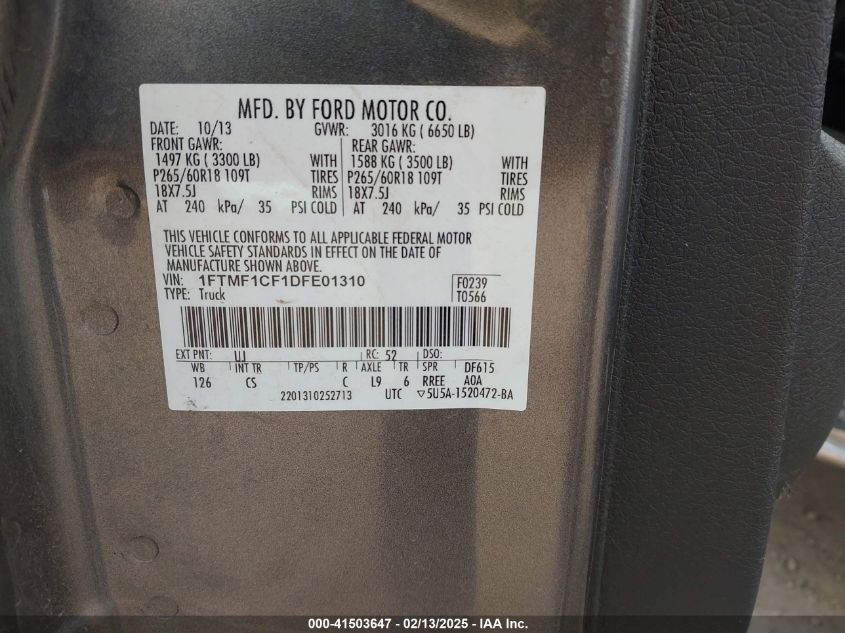 MFD. BY FORD MOTOR CO.
DATE: 10/13 GVWR: 3016 KG ( 6650 LB)
FRONT GAWR: REAR GAWR:
1497 KG ( 3300 LB) WITH 1588 KG ( 3500 LB) WITH
P265/60R18 109T TIRES P265/60R18 109T TIRES
18X7.5J RIMS 18X7.5J RIMS
AT 240 kPa/ 35 PSI COLD AT 240 kPa/ 35 PSI COLD
THIS VEHICLE CONFORMS TO ALL APPLICABLE FEDERAL MOTOR
VEHICLE SAFETY STANDARDS IN EFFECT ON THE DATE OF
MANUFACTURE SHOWN ABOVE.
VIN: 1FTMF1CF1DFE01310 F0239
TYPE: Truck T0566
EXT PNT: UJ RC: 52 DSO:
WB INT TR TP/PS R AXLE TR SPR DF615
126 CS C L9 6 RREE A0A
2201310252713 UTC ▽5U5A-1520472-BA
000-41503647 - 02/13/2025 - IAA Inc.